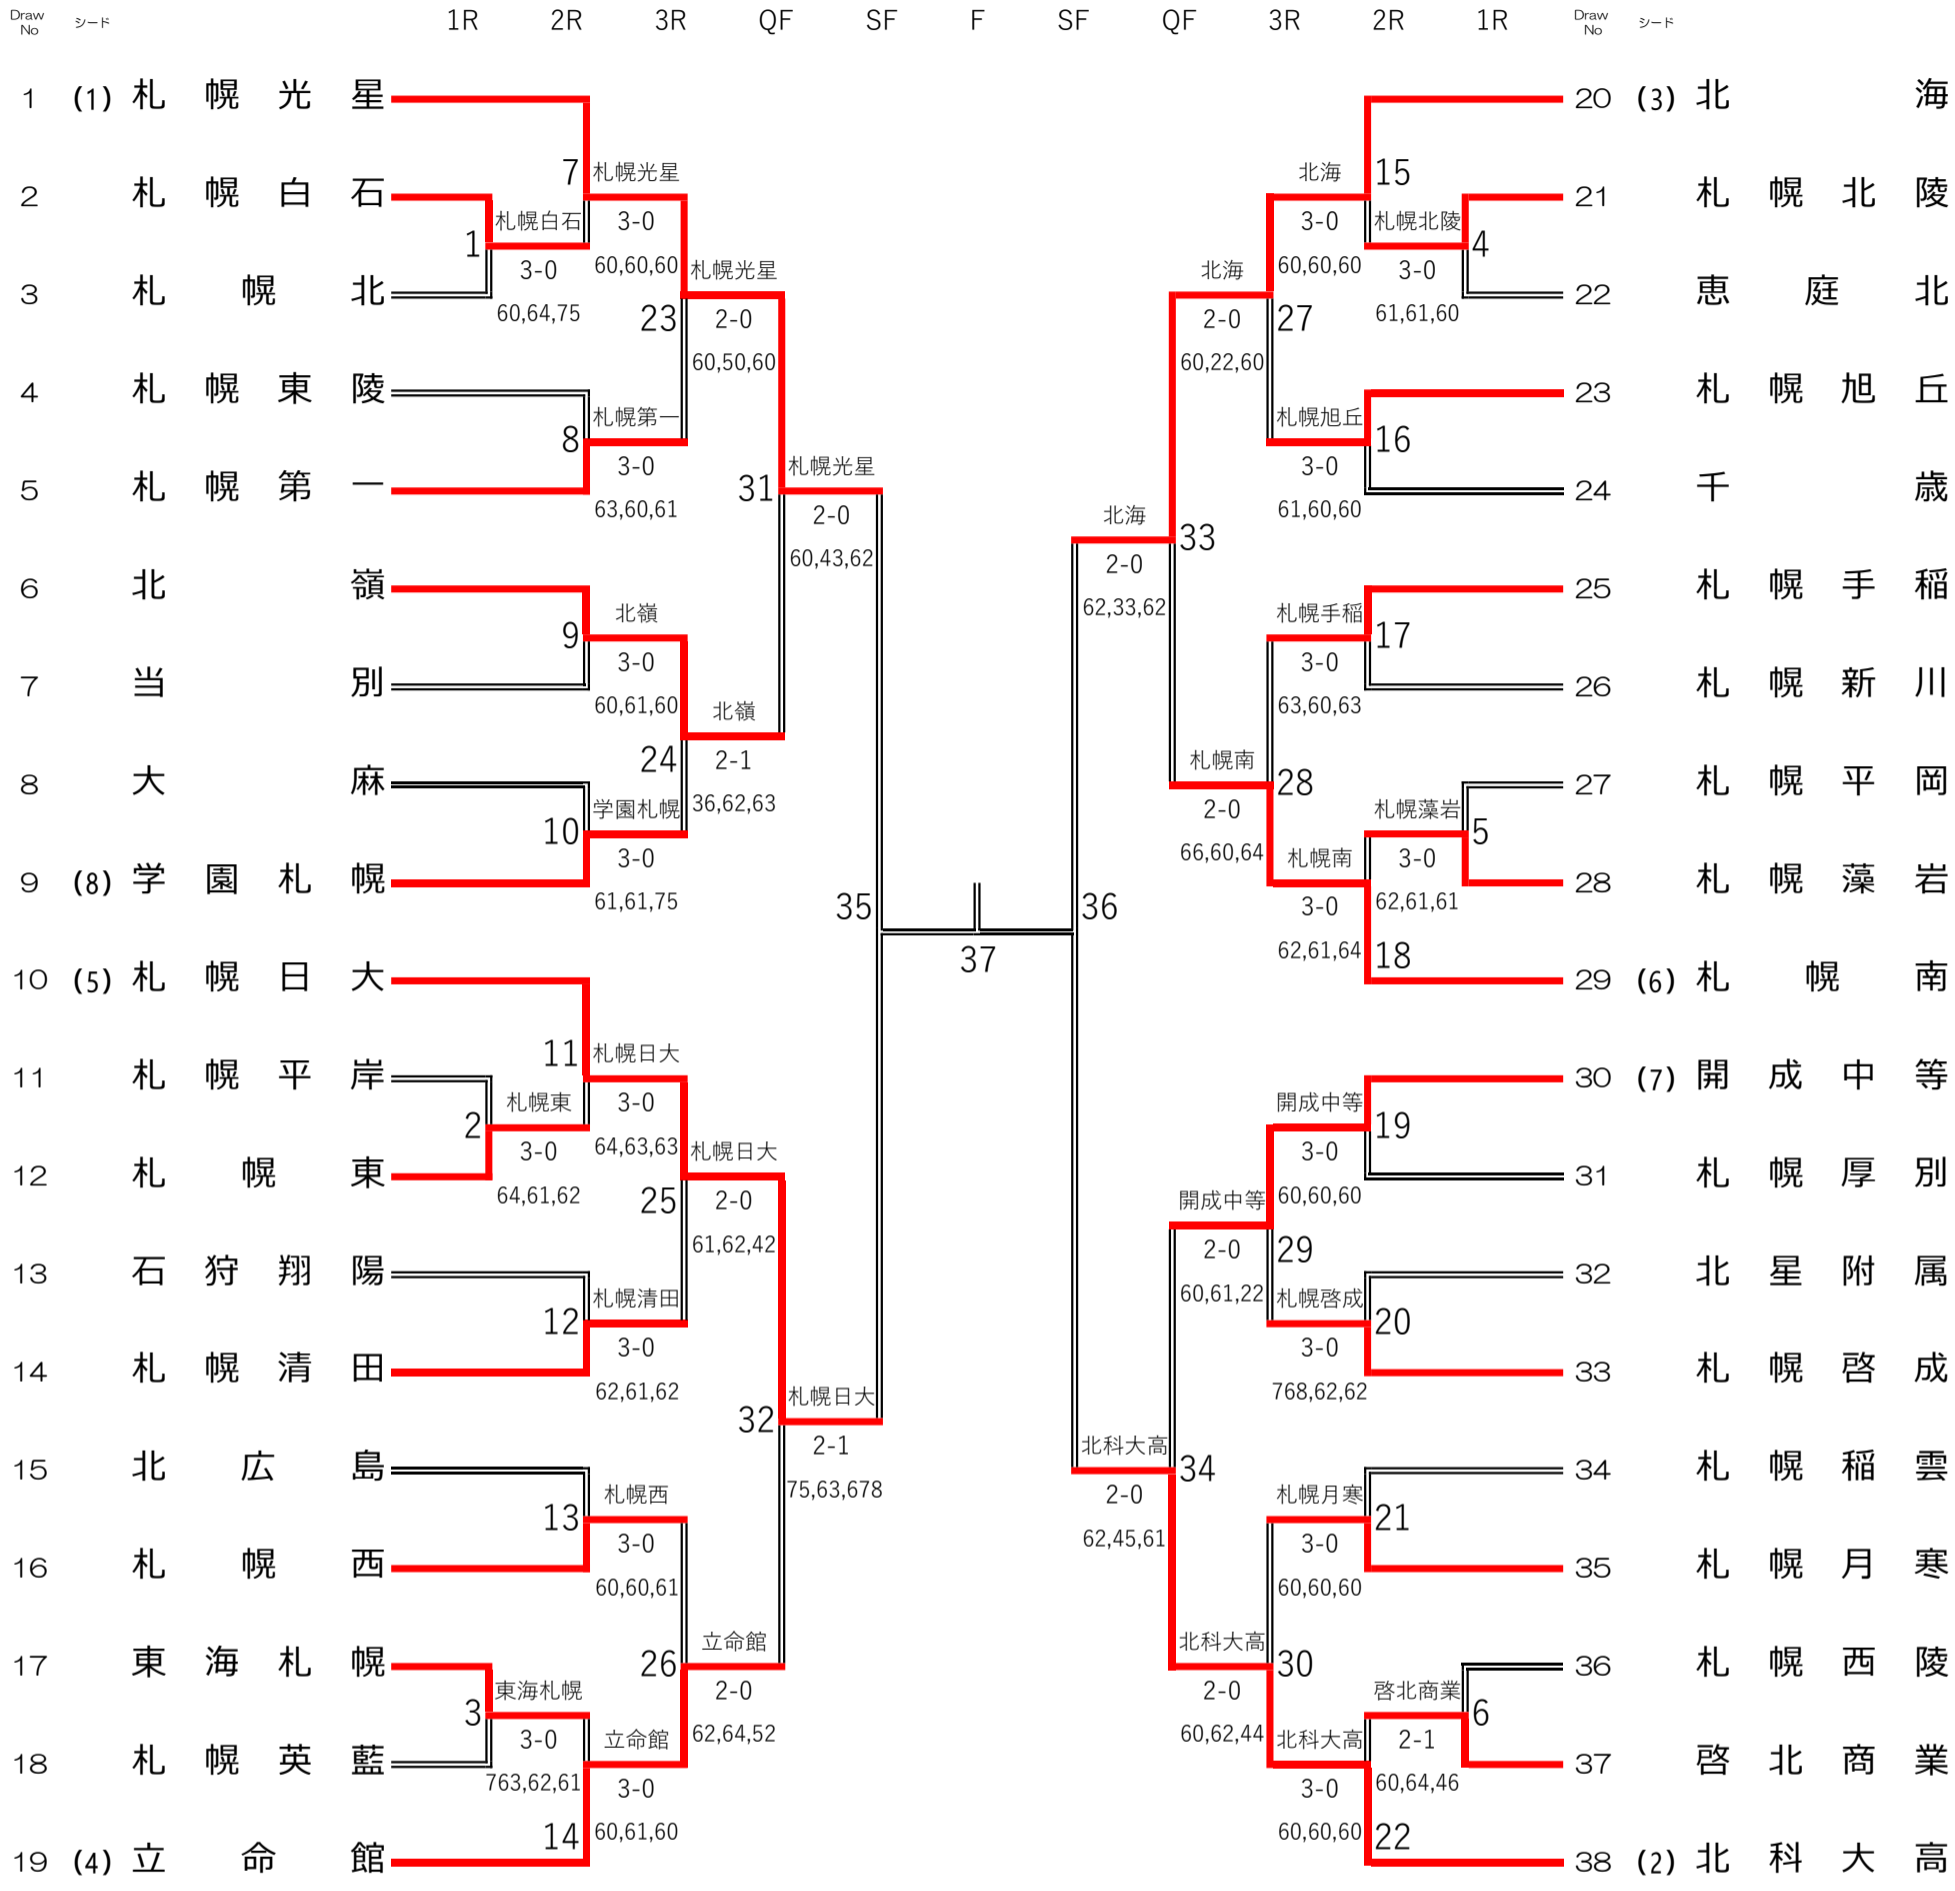 Draw No シード 1R 2R 3R QF SF F SF QF 3R 2R 1R Draw No シード
1 (1) 札幌光星
2 札幌白石
3 札幌北
4 札幌東陵
5 札幌第一
6 北嶺
7 当別
8 大麻
9 (8) 学園札幌
10 (5) 札幌日大
11 札幌平岸
12 札幌東
13 石狩翔陽
14 札幌清田
15 北広島
16 札幌西
17 東海札幌
18 札幌英藍
19 (4) 立命館
1 札幌白石
3-0
60,64,75
2 札幌東
3-0
64,61,62
3 東海札幌
3-0
763,62,61
7 札幌光星
3-0
60,60,60
8 札幌第一
3-0
63,60,61
9 北嶺
3-0
60,61,60
10 学園札幌
3-0
61,61,75
11 札幌日大
3-0
64,63,63
12 札幌清田
3-0
62,61,62
13 札幌西
3-0
60,60,61
14 立命館
3-0
60,61,60
23 札幌光星
2-0
60,50,60
24 北嶺
2-1
36,62,63
25 札幌日大
2-0
61,62,42
26 立命館
2-0
62,64,52
31 札幌光星
2-0
60,43,62
32 札幌日大
2-1
75,63,678
35
37
36
33 北海
2-0
62,33,62
34 北科大高
2-0
62,45,61
27 北海
2-0
60,22,60
28 札幌南
2-0
66,60,64
29 開成中等
2-0
60,61,22
30 北科大高
2-0
60,62,44
15 北海
3-0
60,60,60
16 札幌旭丘
3-0
61,60,60
17 札幌手稲
3-0
63,60,63
18 札幌南
3-0
62,61,64
19 開成中等
3-0
60,60,60
20 札幌啓成
3-0
768,62,62
21 札幌月寒
3-0
60,60,60
22 北科大高
3-0
60,60,60
4 札幌北陵
3-0
61,61,60
5 札幌藻岩
3-0
62,61,61
6 啓北商業
2-1
60,64,46
20 (3) 北海
21 札幌北陵
22 恵庭北
23 札幌旭丘
24 千歳
25 札幌手稲
26 札幌新川
27 札幌平岡
28 札幌藻岩
29 (6) 札幌南
30 (7) 開成中等
31 札幌厚別
32 北星附属
33 札幌啓成
34 札幌稲雲
35 札幌月寒
36 札幌西陵
37 啓北商業
38 (2) 北科大高